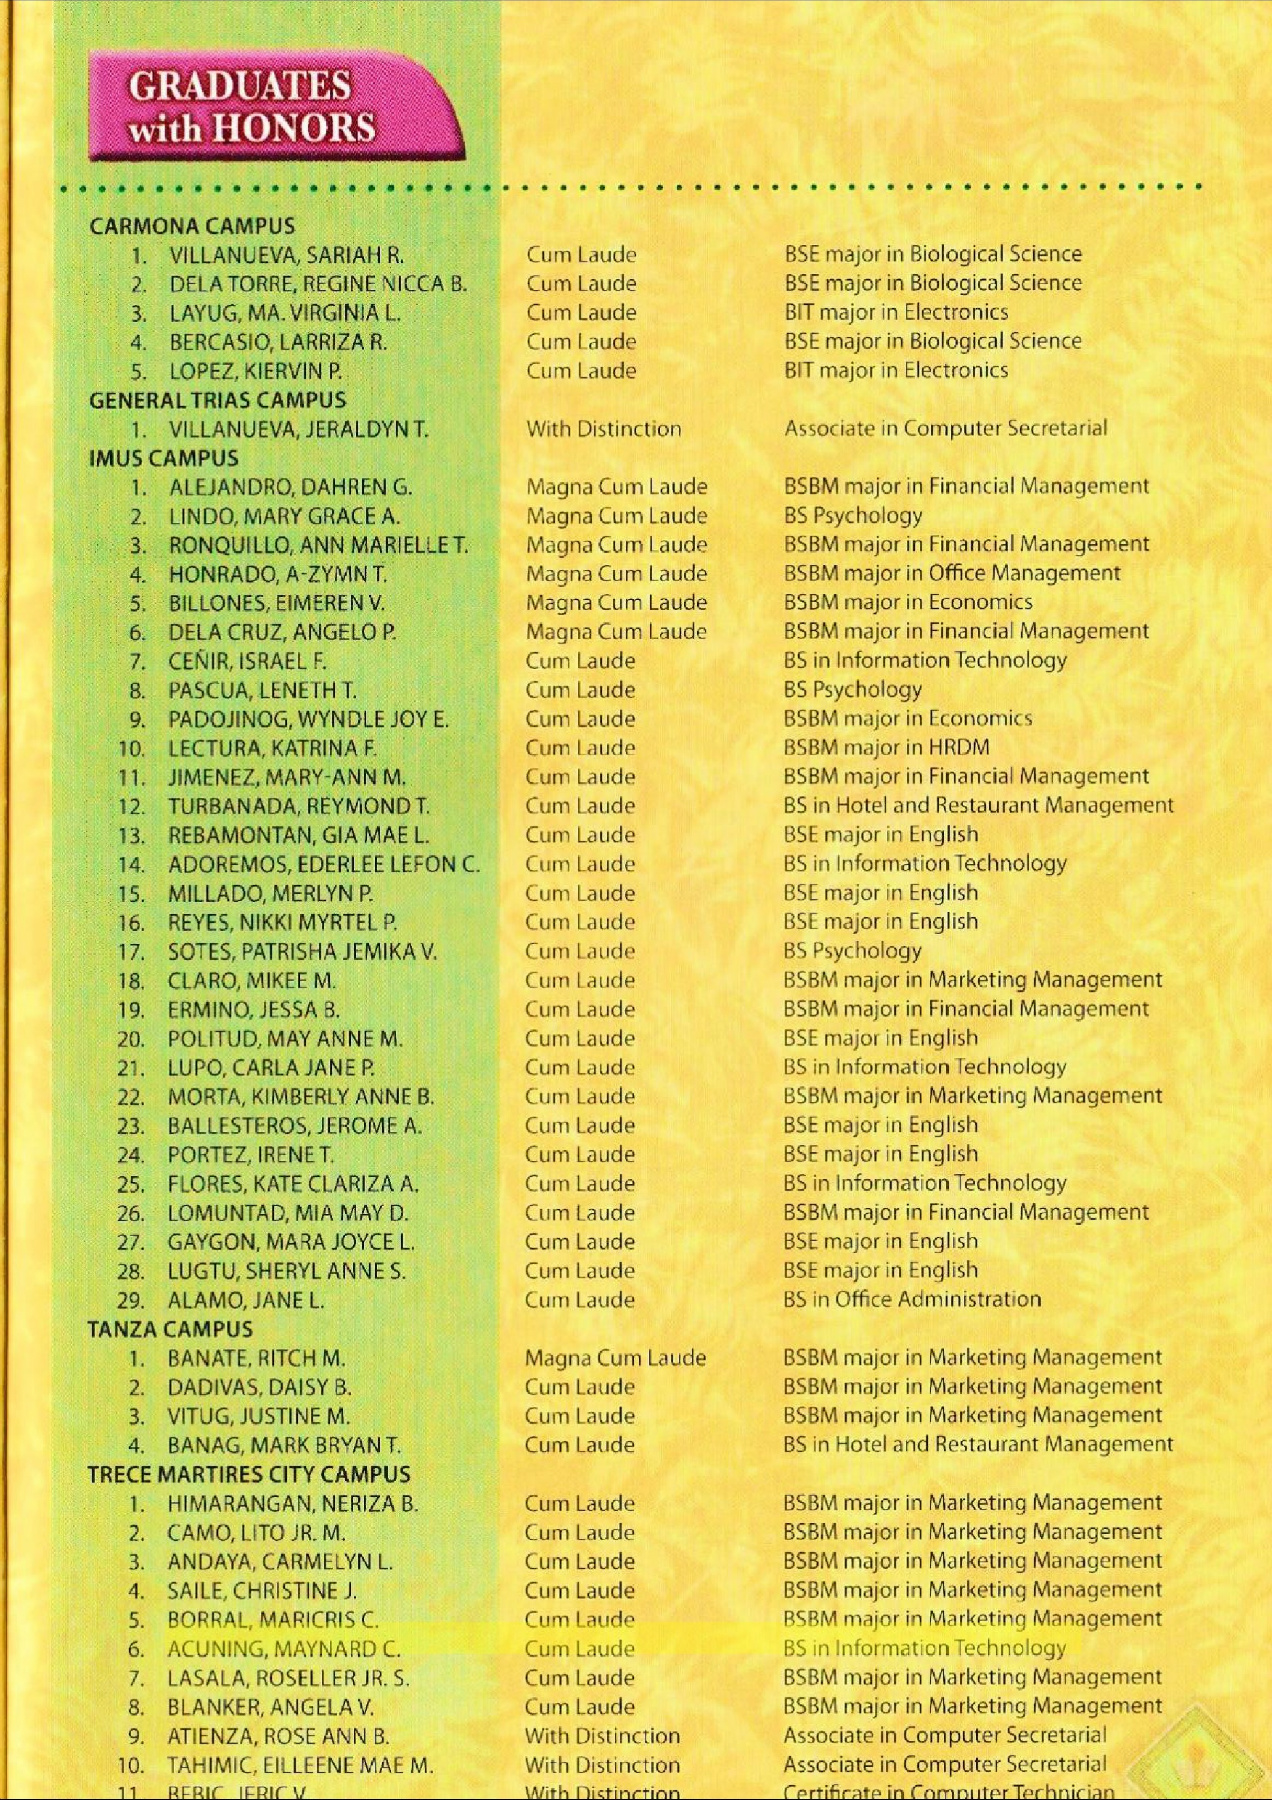 GRADUATES
with HONORS
CARMONA CAMPUS
1. VILLANUEVA, SARIAH R. Cum Laude BSE major in Biological Science
2. DELA TORRE, REGINE NICCA B. Cum Laude BSE major in Biological Science
3. LAYUG, MA. VIRGINIA L. Cum Laude BIT major in Electronics
4. BERCASIO, LARRIZA R. Cum Laude BSE major in Biological Science
5. LOPEZ, KIERVIN P. Cum Laude BIT major in Electronics
GENERAL TRIAS CAMPUS
1. VILLANUEVA, JERALDYN T. With Distinction Associate in Computer Secretarial
IMUS CAMPUS
1. ALEJANDRO, DAHREN G. Magna Cum Laude BSBM major in Financial Management
2. LINDO, MARY GRACE A. Magna Cum Laude BS Psychology
3. RONQUILLO, ANN MARIELLE T. Magna Cum Laude BSBM major in Financial Management
4. HONRADO, A-ZYMN T. Magna Cum Laude BSBM major in Office Management
5. BILLONES, EIMEREN V. Magna Cum Laude BSBM major in Economics
6. DELA CRUZ, ANGELO P. Magna Cum Laude BSBM major in Financial Management
7. CEÑIR, ISRAEL F. Cum Laude BS in Information Technology
8. PASCUA, LENETH T. Cum Laude BS Psychology
9. PADOJINOG, WYNDLE JOY E. Cum Laude BSBM major in Economics
10. LECTURA, KATRINA F. Cum Laude BSBM major in HRDM
11. JIMENEZ, MARY-ANN M. Cum Laude BSBM major in Financial Management
12. TURBANADA, REYMOND T. Cum Laude BS in Hotel and Restaurant Management
13. REBAMONTAN, GIA MAE L. Cum Laude BSE major in English
14. ADOREMOS, EDERLEE LEFON C. Cum Laude BS in Information Technology
15. MILLADO, MERLYN P. Cum Laude BSE major in English
16. REYES, NIKKI MYRTEL P. Cum Laude BSE major in English
17. SOTES, PATRISHA JEMIKA V. Cum Laude BS Psychology
18. CLARO, MIKEE M. Cum Laude BSBM major in Marketing Management
19. ERMINO, JESSA B. Cum Laude BSBM major in Financial Management
20. POLITUD, MAY ANNE M. Cum Laude BSE major in English
21. LUPO, CARLA JANE P. Cum Laude BS in Information Technology
22. MORTA, KIMBERLY ANNE B. Cum Laude BSBM major in Marketing Management
23. BALLESTEROS, JEROME A. Cum Laude BSE major in English
24. PORTEZ, IRENE T. Cum Laude BSE major in English
25. FLORES, KATE CLARIZA A. Cum Laude BS in Information Technology
26. LOMUNTAD, MIA MAY D. Cum Laude BSBM major in Financial Management
27. GAYGON, MARA JOYCE L. Cum Laude BSE major in English
28. LUGTU, SHERYL ANNE S. Cum Laude BSE major in English
29. ALAMO, JANE L. Cum Laude BS in Office Administration
TANZA CAMPUS
1. BANATE, RITCH M. Magna Cum Laude BSBM major in Marketing Management
2. DADIVAS, DAISY B. Cum Laude BSBM major in Marketing Management
3. VITUG, JUSTINE M. Cum Laude BSBM major in Marketing Management
4. BANAG, MARK BRYAN T. Cum Laude BS in Hotel and Restaurant Management
TRECE MARTIRES CITY CAMPUS
1. HIMARANGAN, NERIZA B. Cum Laude BSBM major in Marketing Management
2. CAMO, LITO JR. M. Cum Laude BSBM major in Marketing Management
3. ANDAYA, CARMELYN L. Cum Laude BSBM major in Marketing Management
4. SAILE, CHRISTINE J. Cum Laude BSBM major in Marketing Management
5. BORRAL, MARICRIS C. Cum Laude BSBM major in Marketing Management
6. ACUNING, MAYNARD C. Cum Laude BS in Information Technology
7. LASALA, ROSELLER JR. S. Cum Laude BSBM major in Marketing Management
8. BLANKER, ANGELA V. Cum Laude BSBM major in Marketing Management
9. ATIENZA, ROSE ANN B. With Distinction Associate in Computer Secretarial
10. TAHIMIC, EILLEENE MAE M. With Distinction Associate in Computer Secretarial
11. JERIC V. With Distinction Certificate in Computer Technician